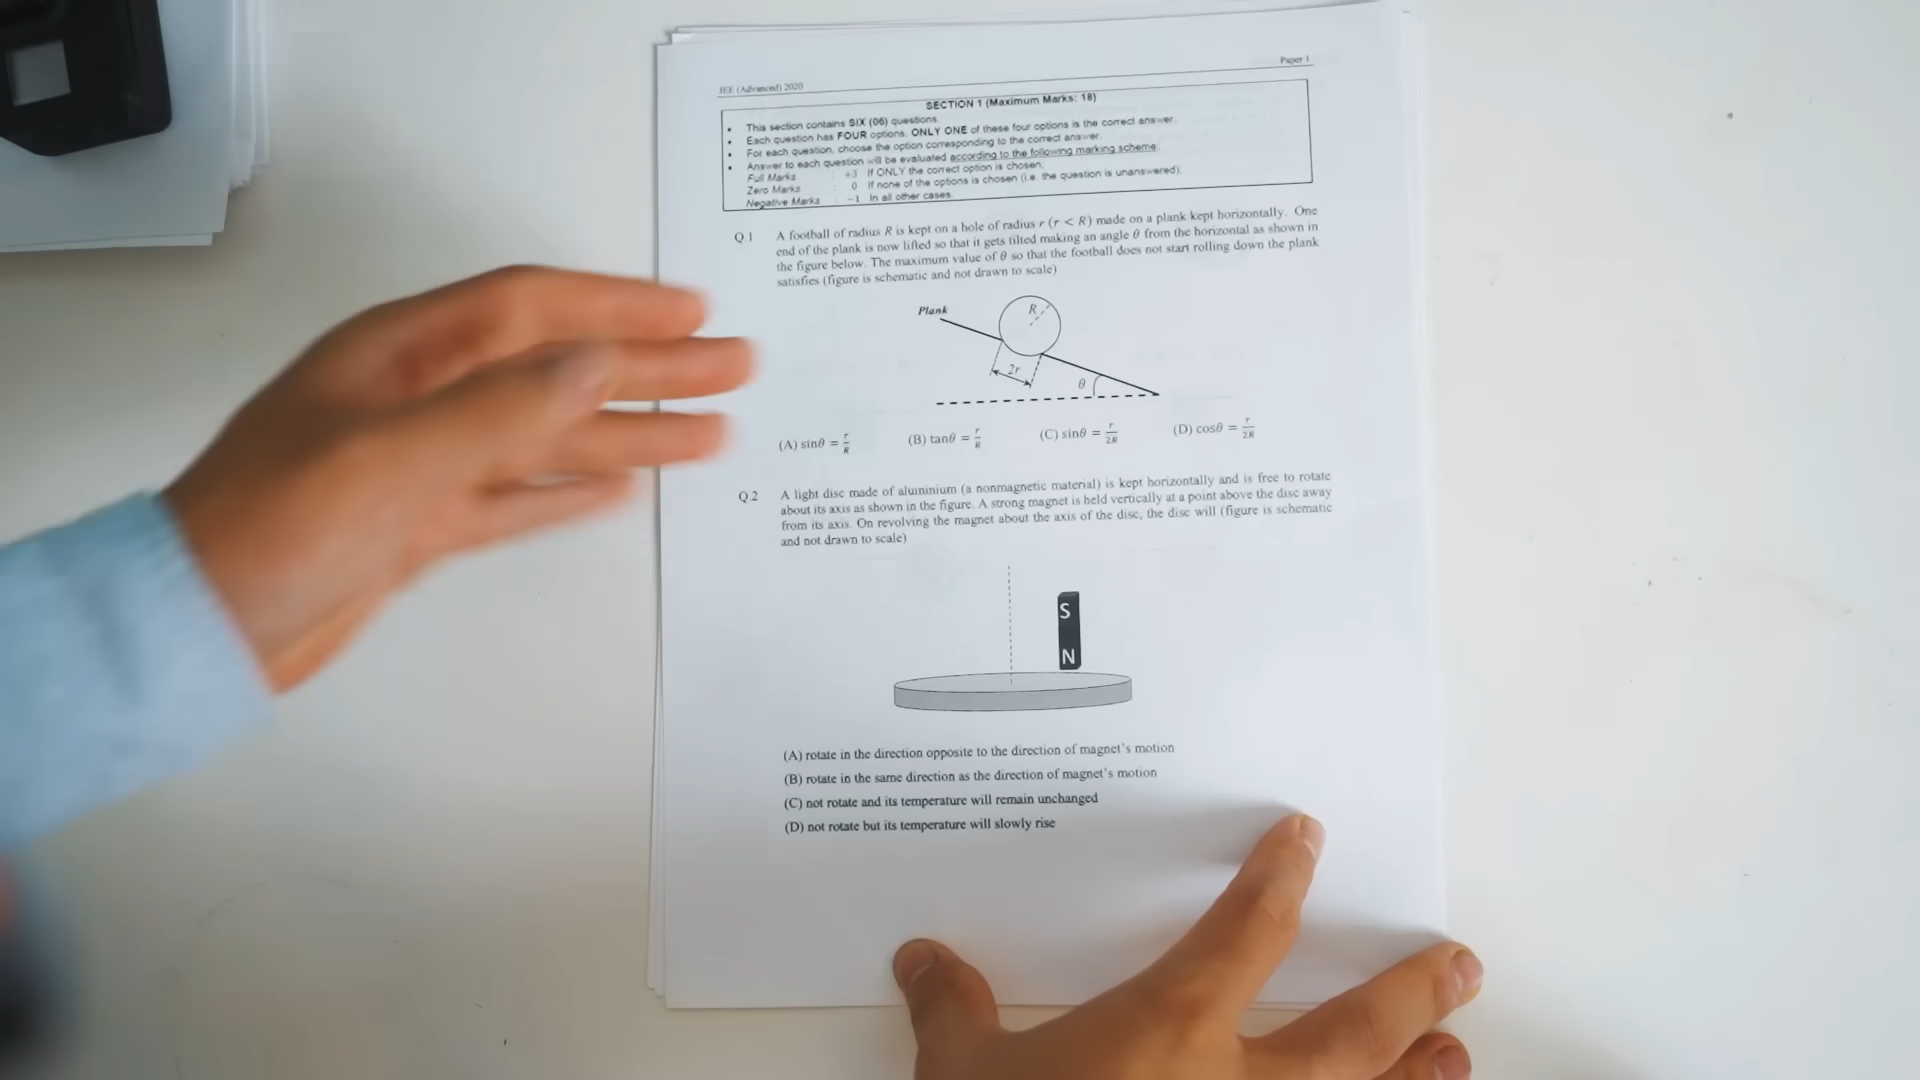 JEE (Advanced) 2020
Paper 1
SECTION 1 (Maximum Marks: 18)
• This section contains SIX (06) questions.
• Each question has FOUR options. ONLY ONE of these four options is the correct answer.
• For each question, choose the option corresponding to the correct answer.
• Answer to each question will be evaluated according to the following marking scheme:
Full Marks : +3 If ONLY the correct option is chosen;
Zero Marks : 0 If none of the options is chosen (i.e. the question is unanswered);
Negative Marks : −1 In all other cases.
Q.1 A football of radius R is kept on a hole of radius r (r < R) made on a plank kept horizontally. One
end of the plank is now lifted so that it gets tilted making an angle θ from the horizontal as shown in
the figure below. The maximum value of θ so that the football does not start rolling down the plank
satisfies (figure is schematic and not drawn to scale)
Plank
R
2r
θ
(A) sinθ = r/R (B) tanθ = r/R (C) sinθ = r/2R (D) cosθ = r/2R
Q.2 A light disc made of aluminium (a nonmagnetic material) is kept horizontally and is free to rotate
about its axis as shown in the figure. A strong magnet is held vertically at a point above the disc away
from its axis. On revolving the magnet about the axis of the disc, the disc will (figure is schematic
and not drawn to scale)
S
N
(A) rotate in the direction opposite to the direction of magnet's motion
(B) rotate in the same direction as the direction of magnet's motion
(C) not rotate and its temperature will remain unchanged
(D) not rotate but its temperature will slowly rise